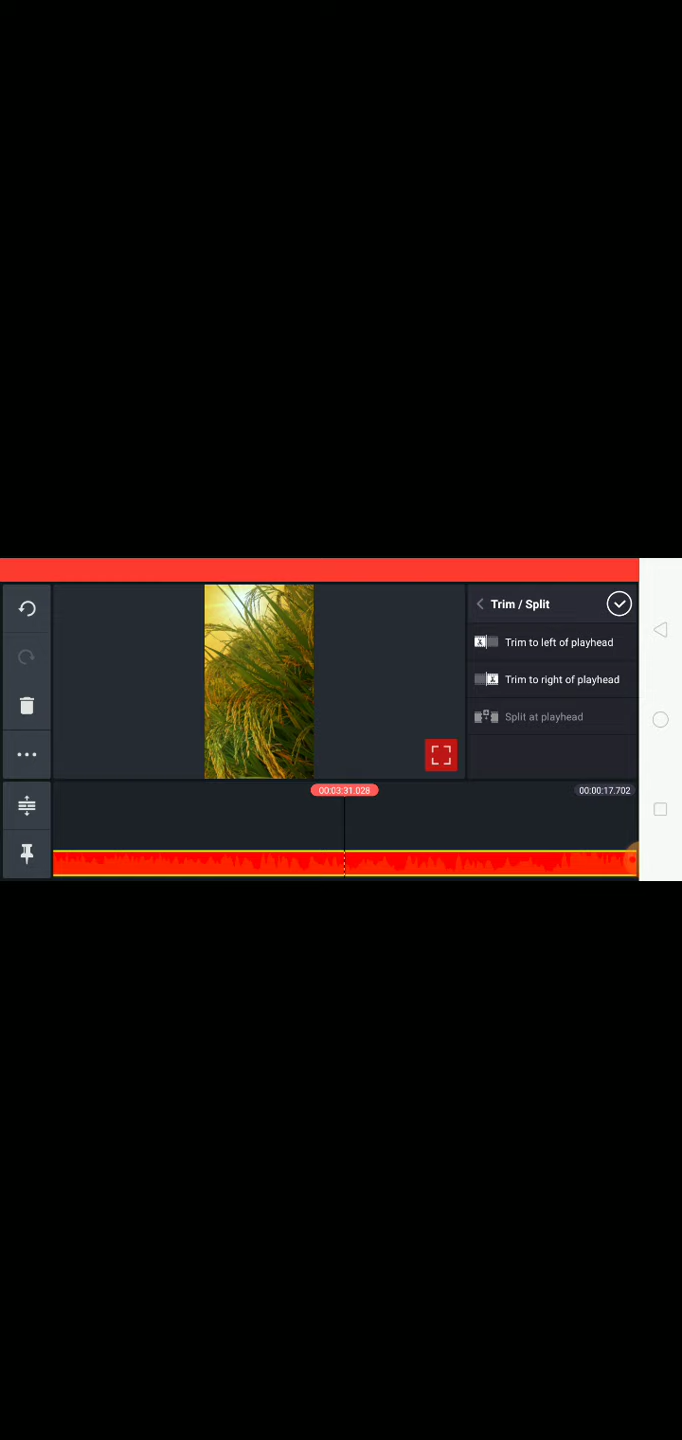 Trim / Split
Trim to left of playhead
Trim to right of playhead
Split at playhead
00:03:31.028
00:00:17.702